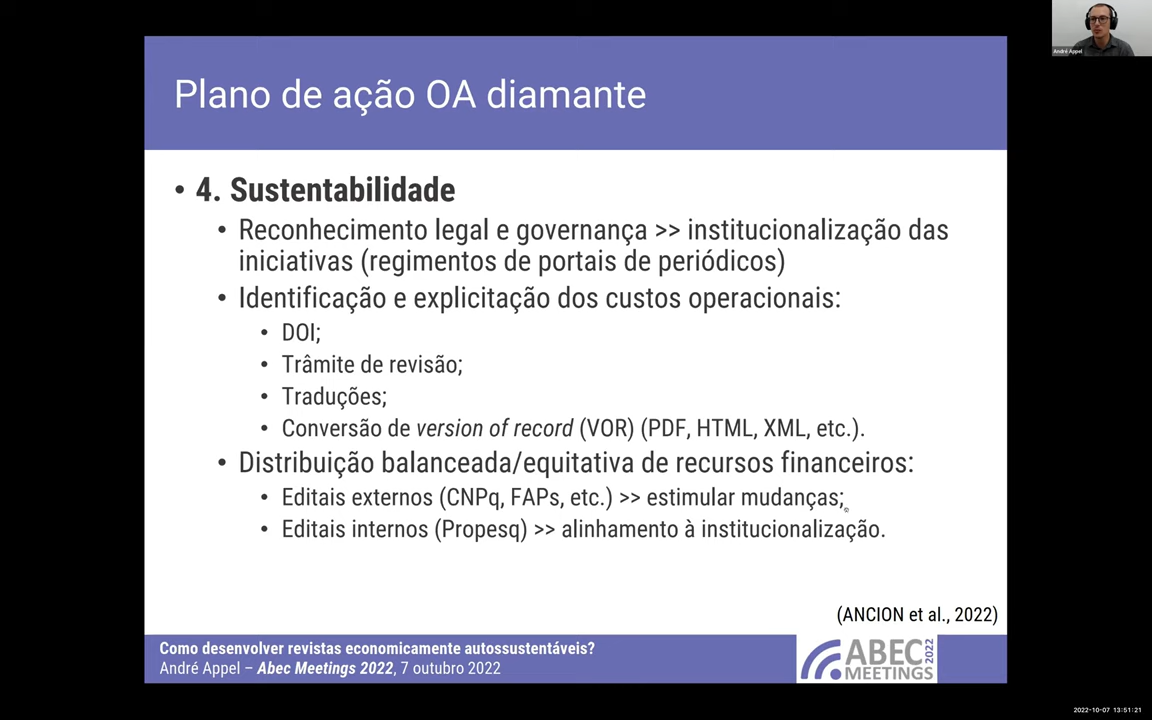 Plano de ação OA diamante
• 4. Sustentabilidade
• Reconhecimento legal e governança >> institucionalização das
iniciativas (regimentos de portais de periódicos)
• Identificação e explicitação dos custos operacionais:
• DOI;
• Trâmite de revisão;
• Traduções;
• Conversão de version of record (VOR) (PDF, HTML, XML, etc.).
• Distribuição balanceada/equitativa de recursos financeiros:
• Editais externos (CNPq, FAPs, etc.) >> estimular mudanças;
• Editais internos (Propesq) >> alinhamento à institucionalização.
(ANCION et al., 2022)
Como desenvolver revistas economicamente autossustentáveis?
André Appel – Abec Meetings 2022, 7 outubro 2022
ABEC
MEETINGS
2022
André Appel
2022-10-07 13:51:21